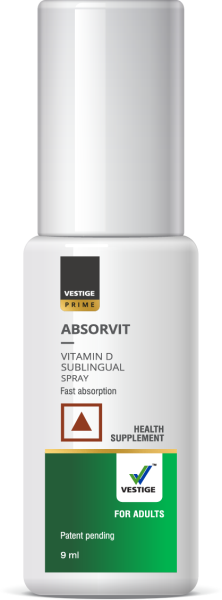 VESTIGE
PRIME
ABSORVIT
VITAMIN D
SUBLINGUAL
SPRAY
Fast absorption
HEALTH
SUPPLEMENT
VESTIGE
FOR ADULTS
Patent pending
9 ml